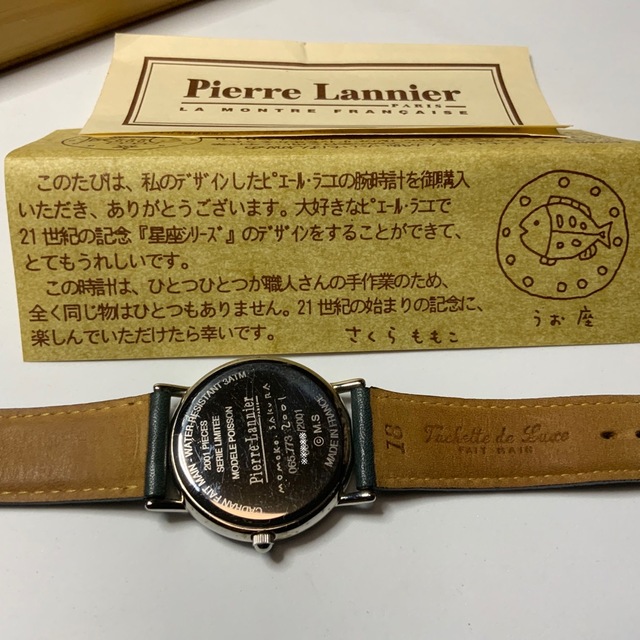 Pierre Lannier
PARIS
LA MONTRE FRANÇAISE
このたびは、私のデザインしたピエール・ラニエの腕時計を御購入
いただき、ありがとうございます。大好きなピエール・ラニエで
21世紀の記念『星座シリーズ』のデザインをすることができて、
とてもうれしいです。
この時計は、ひとつひとつが職人さんの手作業のため、
全く同じ物はひとつもありません。21世紀の始まりの記念に、
楽しんでいただけたら幸いです。
さくらももこ
うお座
CADRAN FAIT MAIN - WATER RESISTANT 3ATM
2001 PIECES
SERIE LIMITEE
MODELE POISSON
Pierre Lannier
MOMOKO.SAKURA
2001
065.773
/2001
© M.S
MADE IN FRANCE
18
Vachette de Luxe
FAIT MAIN